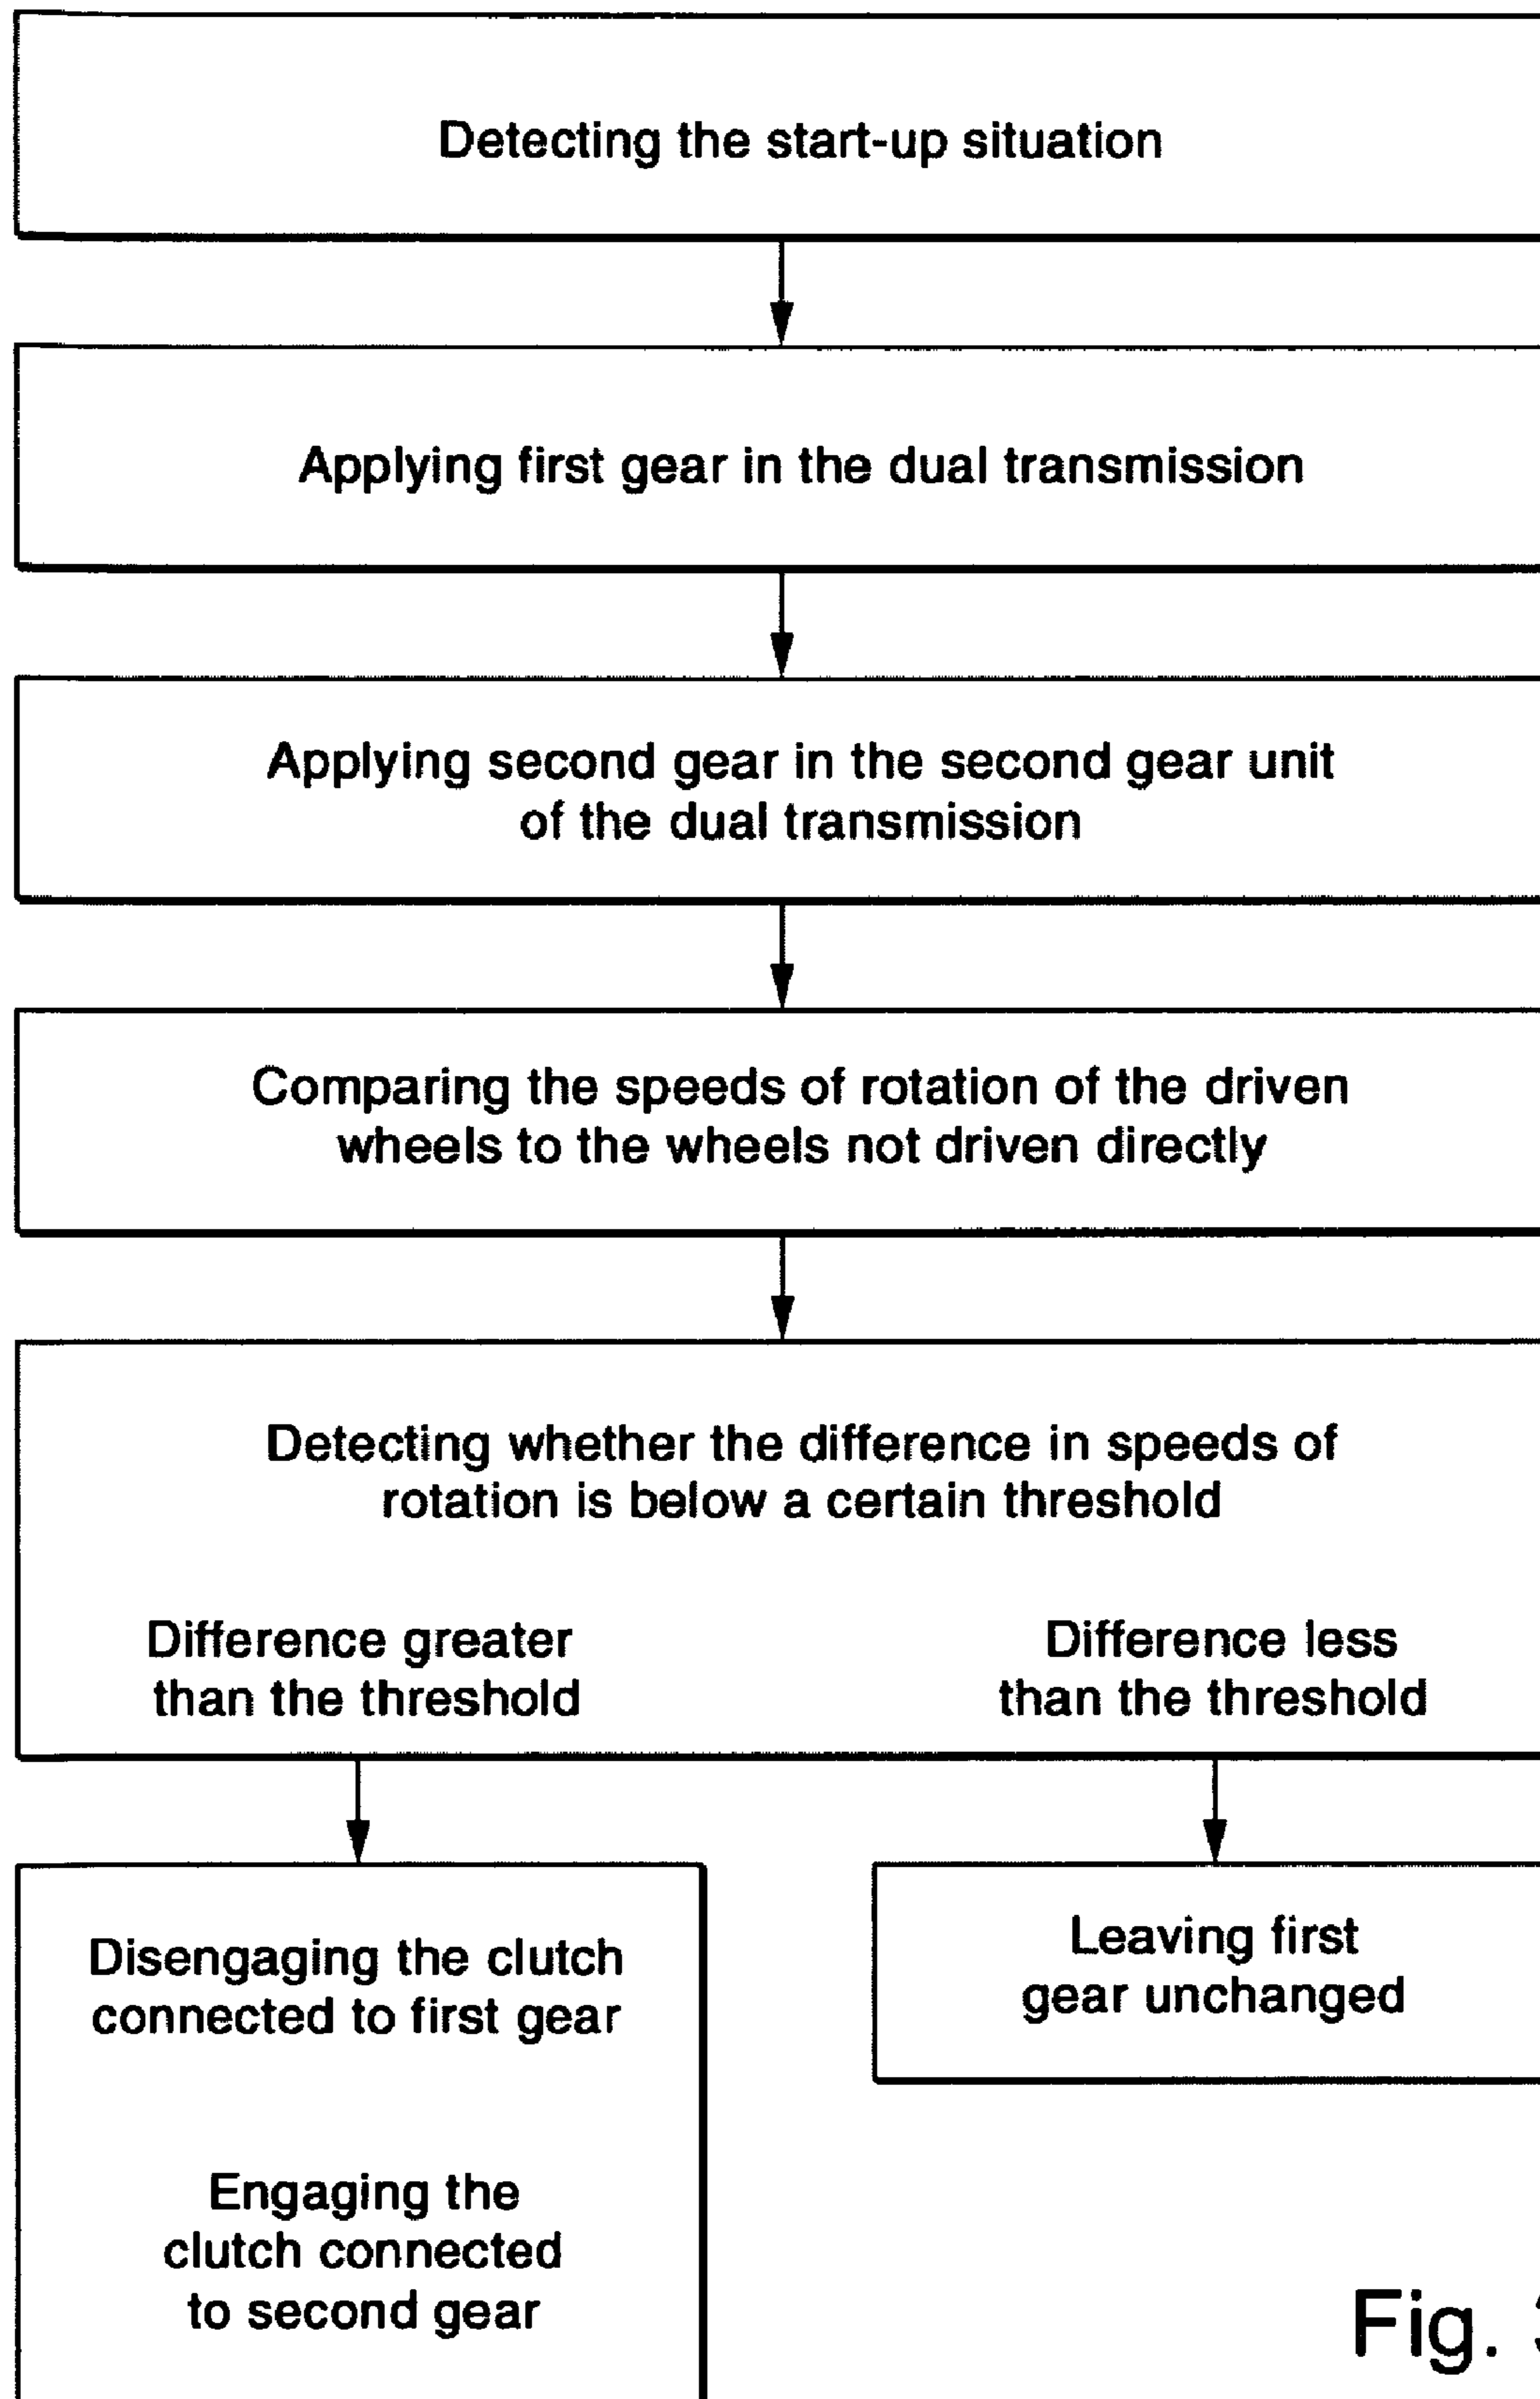 Detecting the start-up situation
Applying first gear in the dual transmission
Applying second gear in the second gear unit
of the dual transmission
Comparing the speeds of rotation of the driven
wheels to the wheels not driven directly
Detecting whether the difference in speeds of
rotation is below a certain threshold
Difference greater
than the threshold
Difference less
than the threshold
Disengaging the clutch
connected to first gear
Engaging the
clutch connected
to second gear
Leaving first
gear unchanged
Fig.